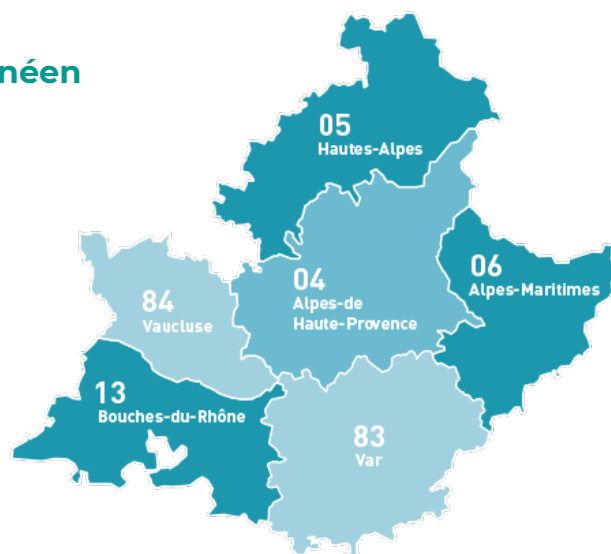 néen
05
Hautes-Alpes
04
Alpes-de
Haute-Provence
06
Alpes-Maritimes
84
Vaucluse
13
Bouches-du-Rhône
83
Var